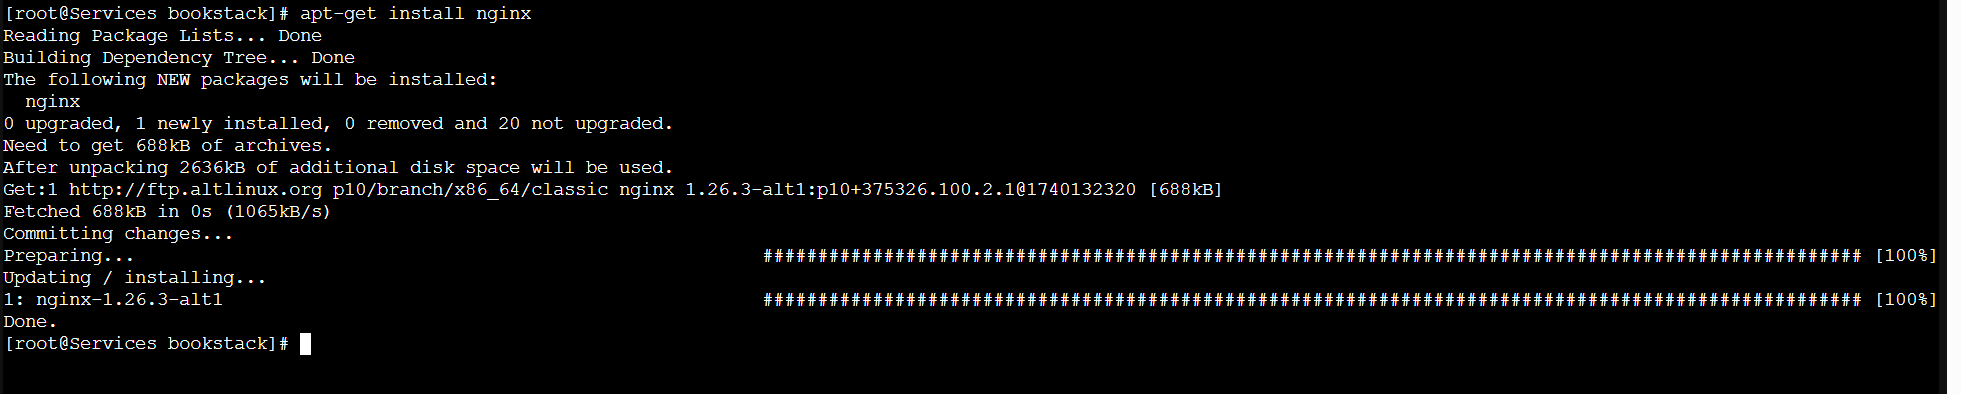 [root@Services bookstack]# apt-get install nginx
Reading Package Lists... Done
Building Dependency Tree... Done
The following NEW packages will be installed:
  nginx
0 upgraded, 1 newly installed, 0 removed and 20 not upgraded.
Need to get 688kB of archives.
After unpacking 2636kB of additional disk space will be used.
Get:1 http://ftp.altlinux.org p10/branch/x86_64/classic nginx 1.26.3-alt1:p10+375326.100.2.1@1740132320 [688kB]
Fetched 688kB in 0s (1065kB/s)
Committing changes...
Preparing... #################################################################################################### [100%]
Updating / installing...
1: nginx-1.26.3-alt1 #################################################################################################### [100%]
Done.
[root@Services bookstack]#